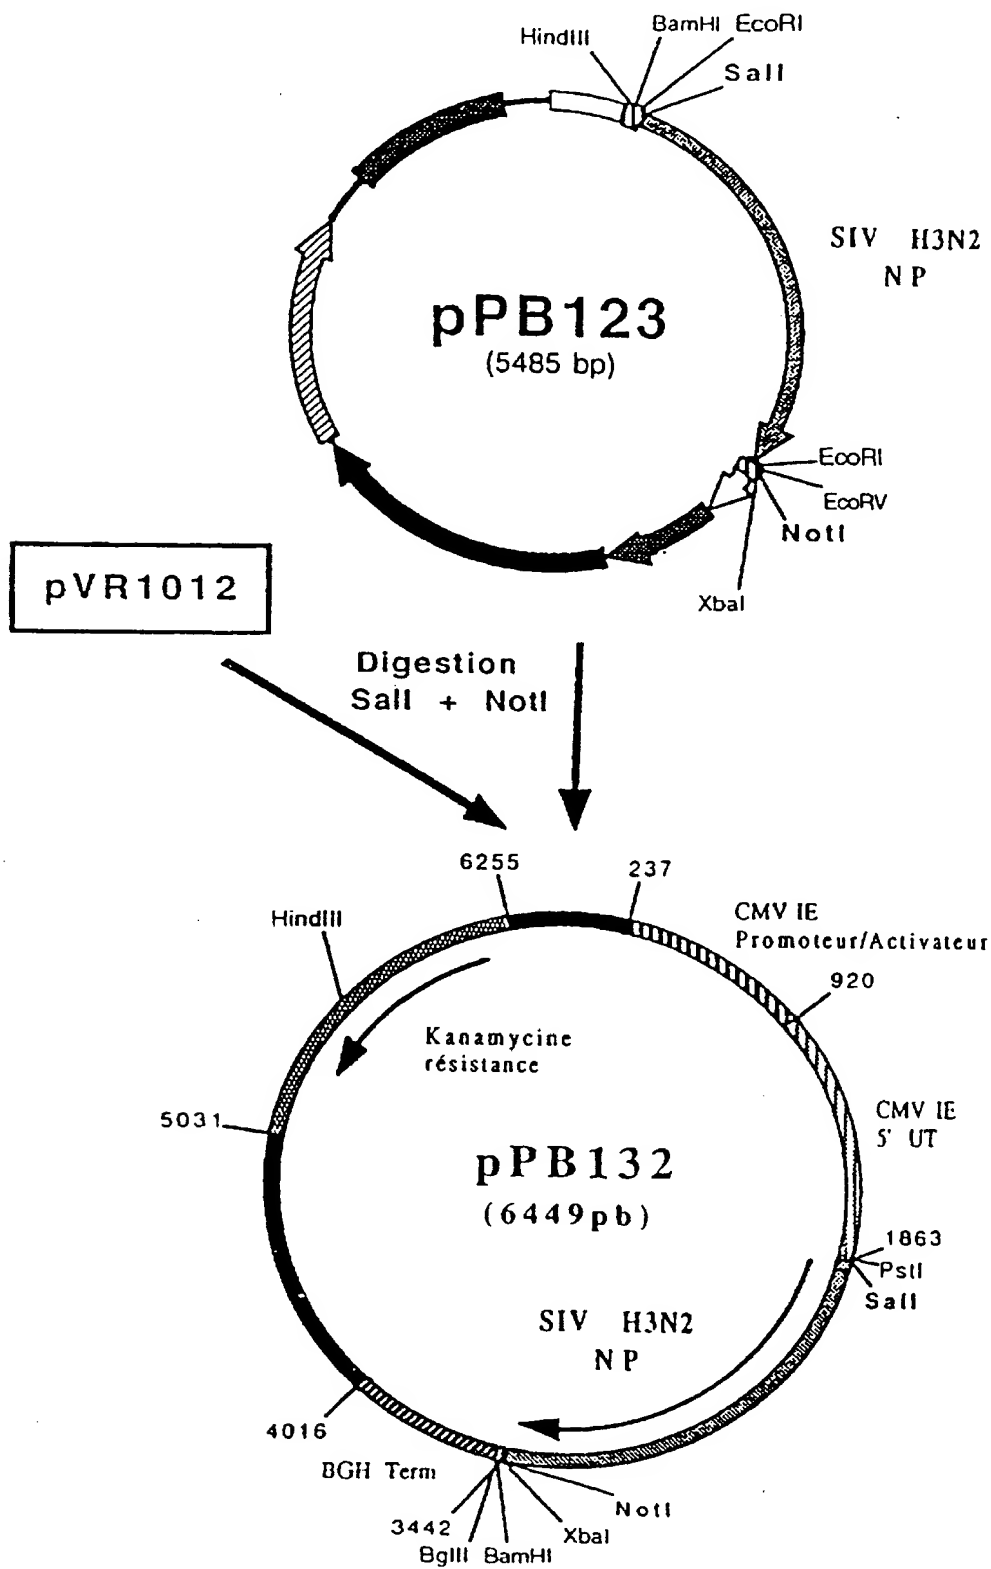 HindIII
BamHI
EcoRI
SalI
SIV H3N2
NP
pPB123
(5485 bp)
EcoRI
EcoRV
NotI
XbaI
pVR1012
Digestion
SalI + NotI
6255
237
HindIII
CMV IE
Promoteur/Activateur
920
Kanamycine
résistance
5031
CMV IE
5' UT
pPB132
(6449pb)
1863
PstI
SalI
SIV H3N2
NP
4016
BGH Term
NotI
3442
XbaI
BglII
BamHI